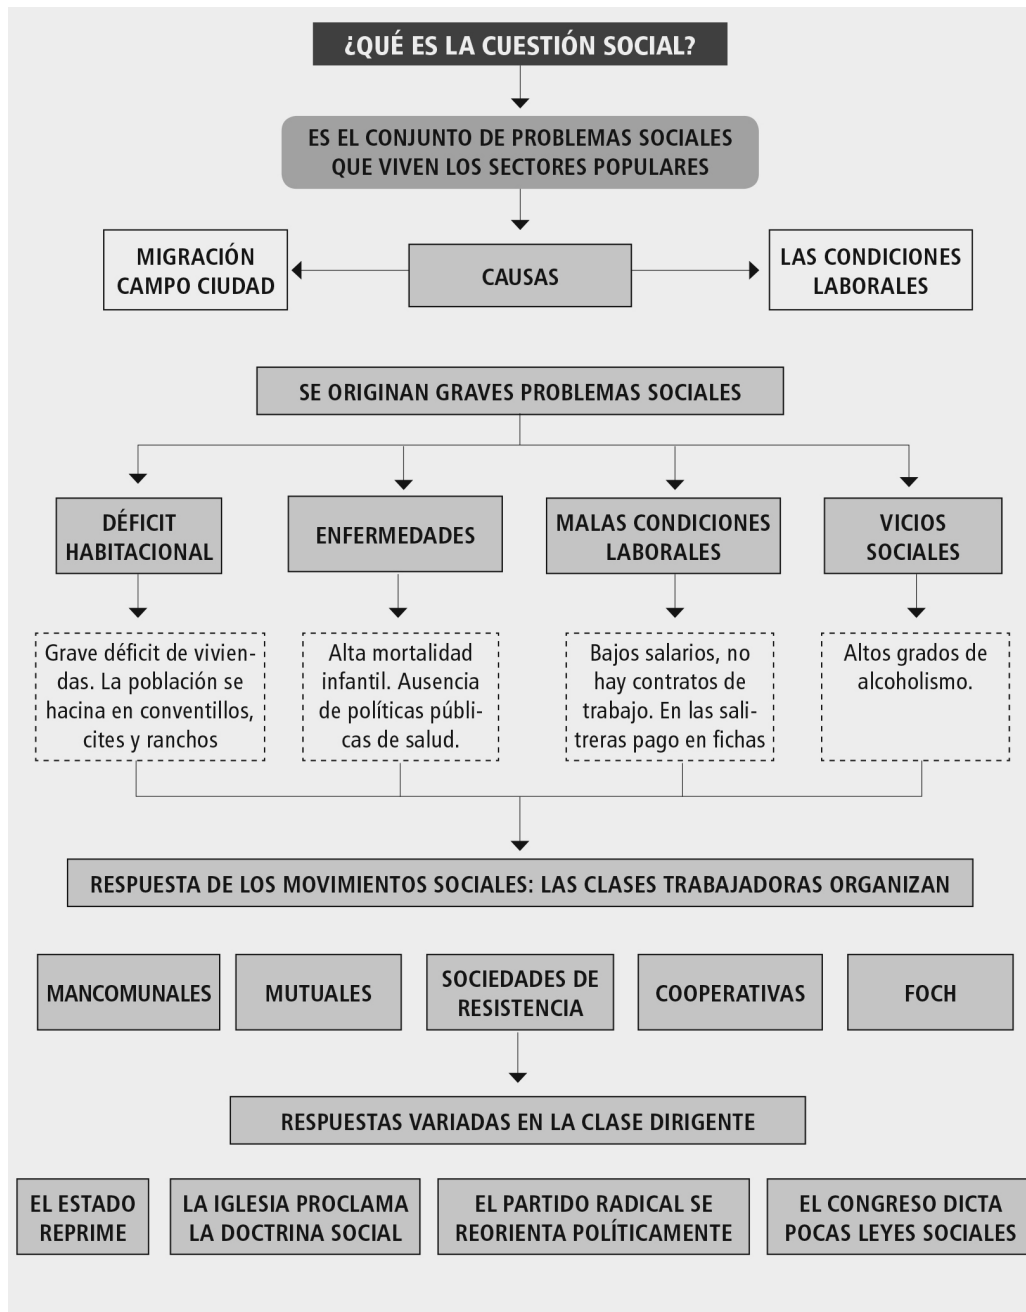 ¿QUÉ ES LA CUESTIÓN SOCIAL?
ES EL CONJUNTO DE PROBLEMAS SOCIALES
QUE VIVEN LOS SECTORES POPULARES
MIGRACIÓN
CAMPO CIUDAD
CAUSAS
LAS CONDICIONES
LABORALES
SE ORIGINAN GRAVES PROBLEMAS SOCIALES
DÉFICIT
HABITACIONAL
ENFERMEDADES
MALAS CONDICIONES
LABORALES
VICIOS
SOCIALES
Grave déficit de vivien-
das. La población se
hacina en conventillos,
cites y ranchos
Alta mortalidad
infantil. Ausencia
de políticas públi-
cas de salud.
Bajos salarios, no
hay contratos de
trabajo. En las sali-
treras pago en fichas
Altos grados de
alcoholismo.
RESPUESTA DE LOS MOVIMIENTOS SOCIALES: LAS CLASES TRABAJADORAS ORGANIZAN
MANCOMUNALES
MUTUALES
SOCIEDADES DE
RESISTENCIA
COOPERATIVAS
FOCH
RESPUESTAS VARIADAS EN LA CLASE DIRIGENTE
EL ESTADO
REPRIME
LA IGLESIA PROCLAMA
LA DOCTRINA SOCIAL
EL PARTIDO RADICAL SE
REORIENTA POLÍTICAMENTE
EL CONGRESO DICTA
POCAS LEYES SOCIALES